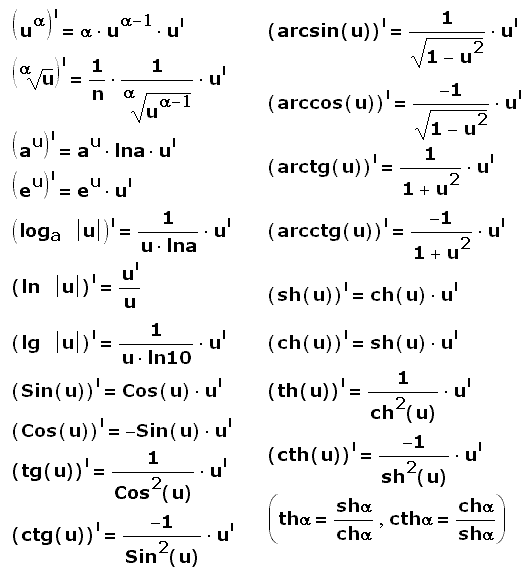 (u^α)' = α · u^(α−1) · u'
(ᵅ√u)' = 1/n · 1/(ᵅ√(u^(α−1))) · u'
(a^u)' = a^u · lna · u'
(e^u)' = e^u · u'
(log_a |u|)' = 1/(u · lna) · u'
(ln |u|)' = u'/u
(lg |u|)' = 1/(u · ln10) · u'
(Sin(u))' = Cos(u) · u'
(Cos(u))' = −Sin(u) · u'
(tg(u))' = 1/Cos²(u) · u'
(ctg(u))' = −1/Sin²(u) · u'
(arcsin(u))' = 1/√(1 − u²) · u'
(arccos(u))' = −1/√(1 − u²) · u'
(arctg(u))' = 1/(1 + u²) · u'
(arcctg(u))' = −1/(1 + u²) · u'
(sh(u))' = ch(u) · u'
(ch(u))' = sh(u) · u'
(th(u))' = 1/ch²(u) · u'
(cth(u))' = −1/sh²(u) · u'
(thα = shα/chα , cthα = chα/shα)